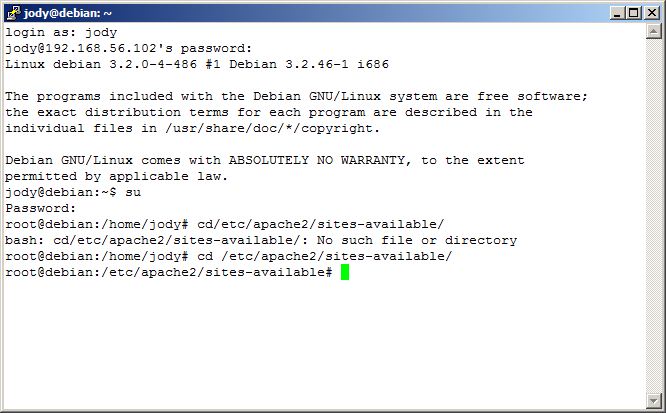 jody@debian: ~
login as: jody
jody@192.168.56.102's password:
Linux debian 3.2.0-4-486 #1 Debian 3.2.46-1 i686
The programs included with the Debian GNU/Linux system are free software;
the exact distribution terms for each program are described in the
individual files in /usr/share/doc/*/copyright.
Debian GNU/Linux comes with ABSOLUTELY NO WARRANTY, to the extent
permitted by applicable law.
jody@debian:~$ su
Password:
root@debian:/home/jody# cd/etc/apache2/sites-available/
bash: cd/etc/apache2/sites-available/: No such file or directory
root@debian:/home/jody# cd /etc/apache2/sites-available/
root@debian:/etc/apache2/sites-available#